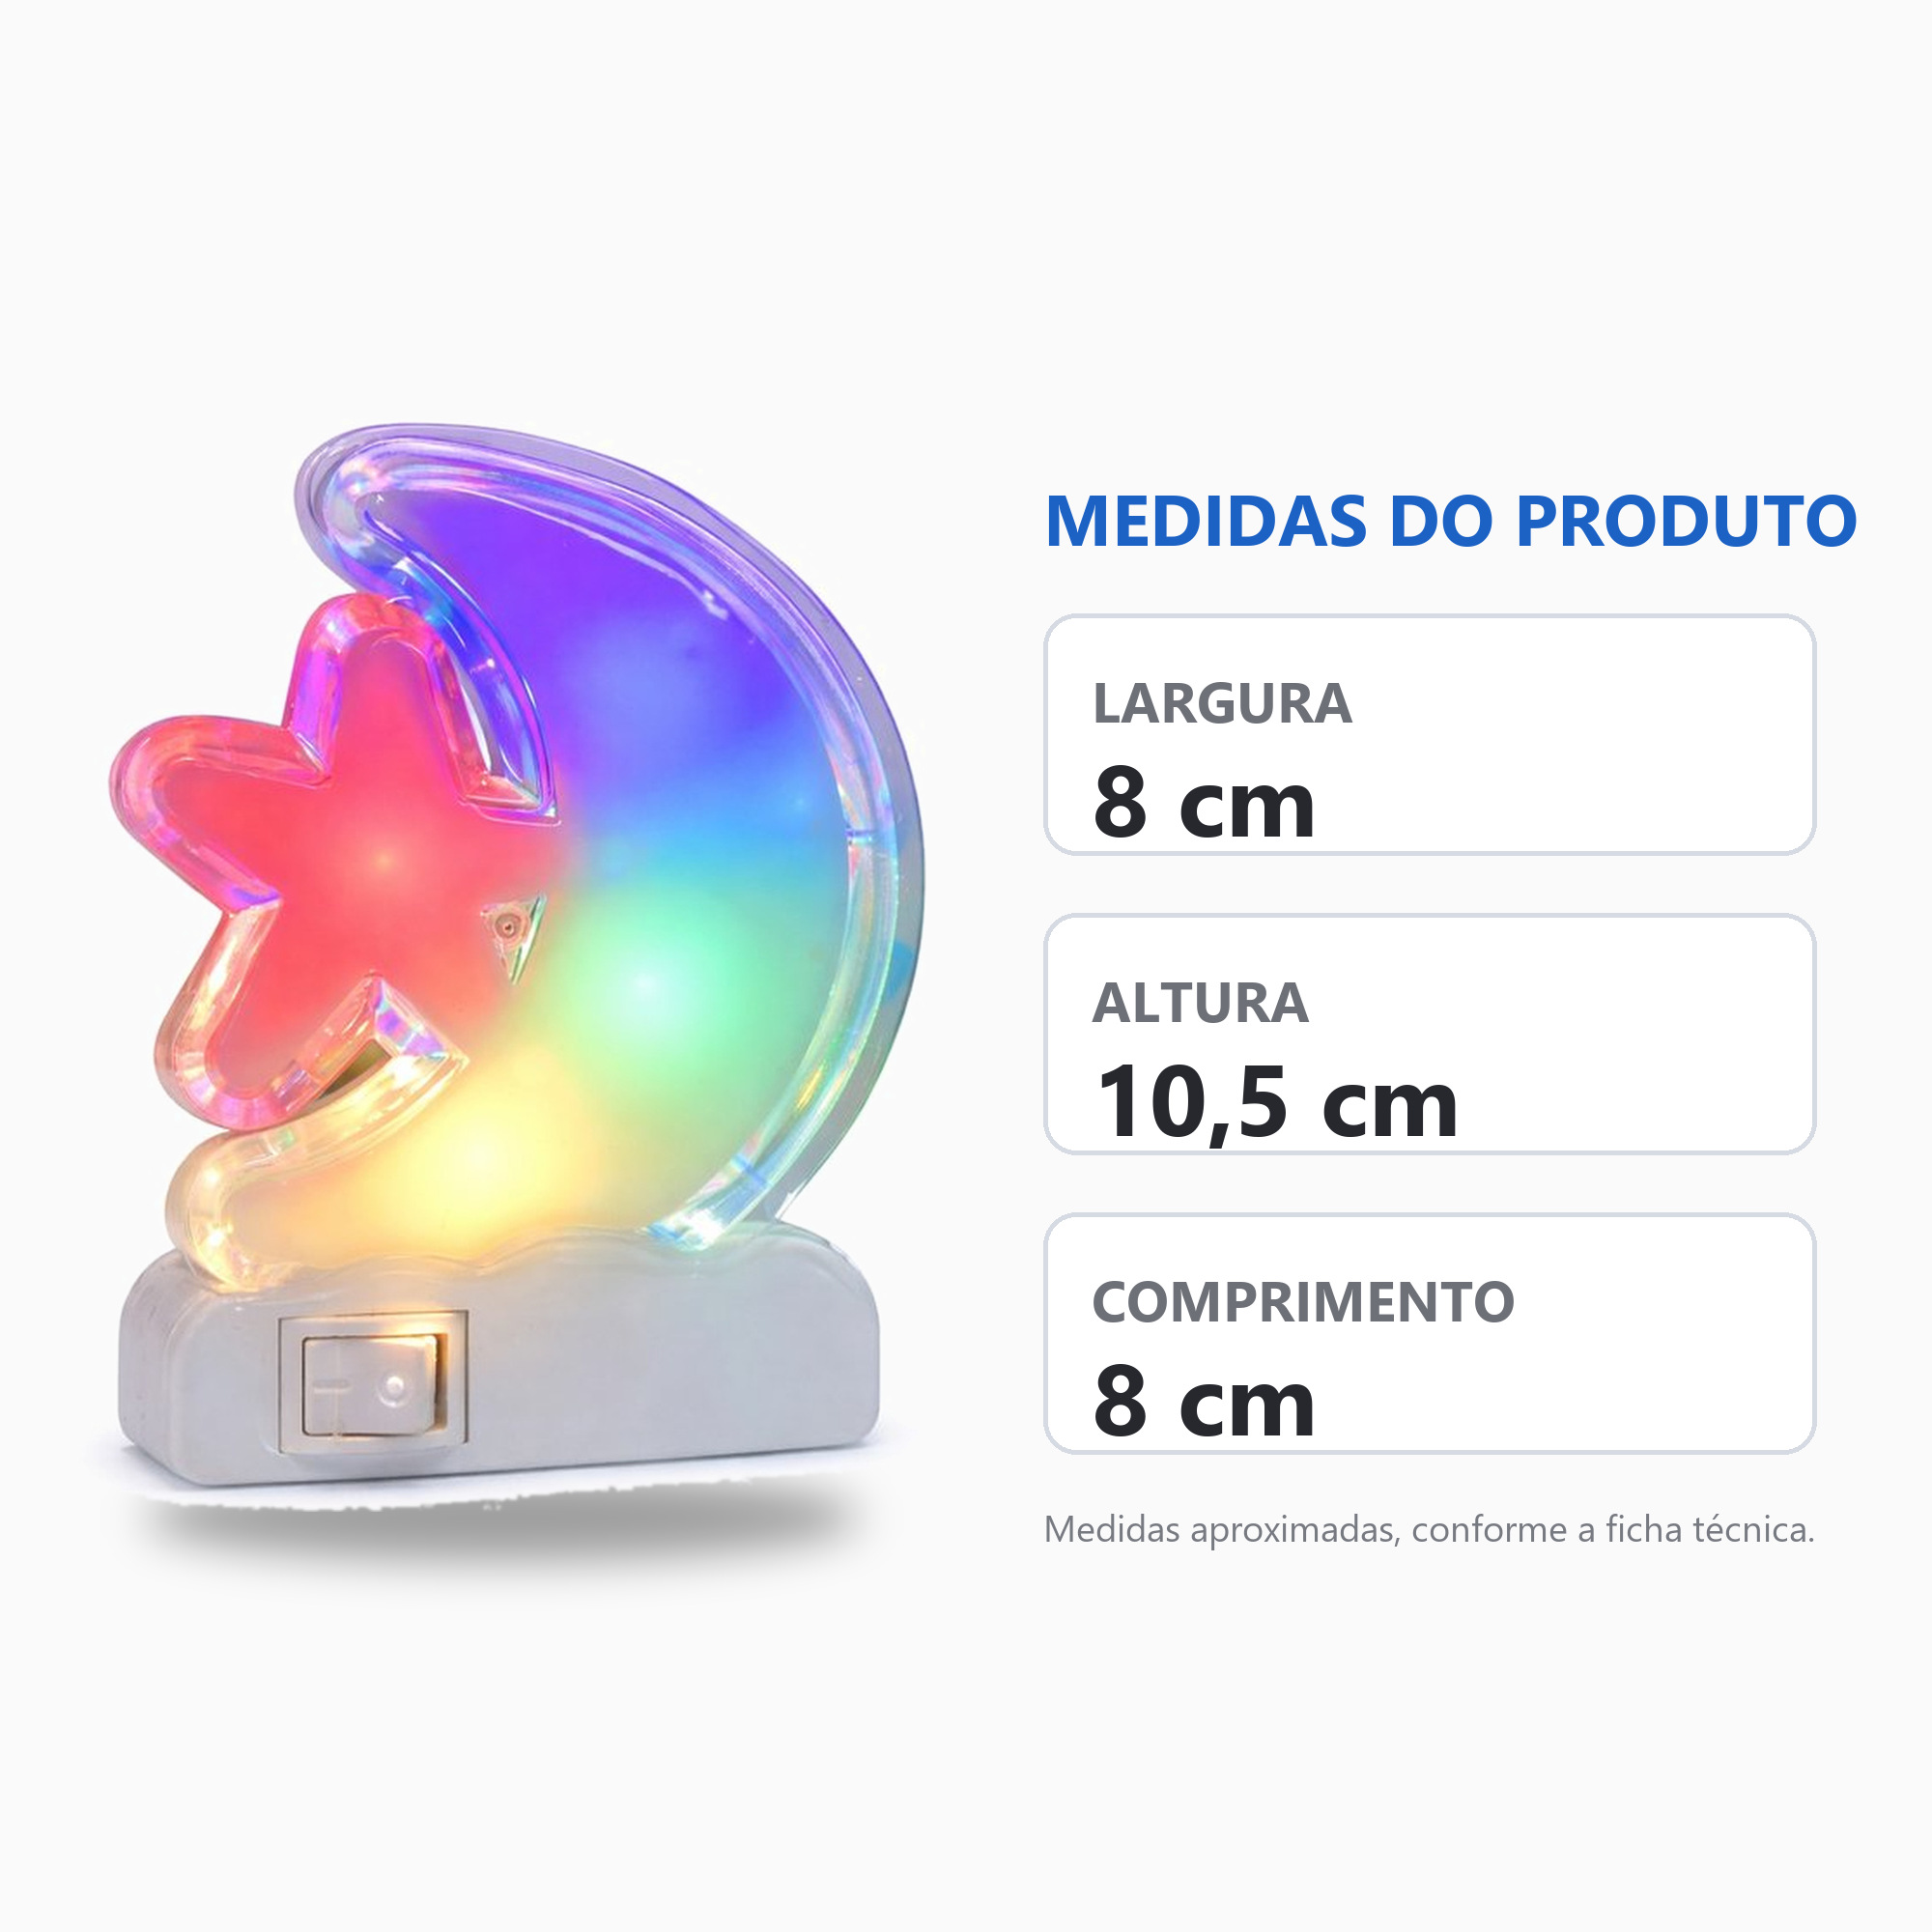 MEDIDAS DO PRODUTO
LARGURA
8 cm
ALTURA
10,5 cm
COMPRIMENTO
8 cm
Medidas aproximadas, conforme a ficha técnica.